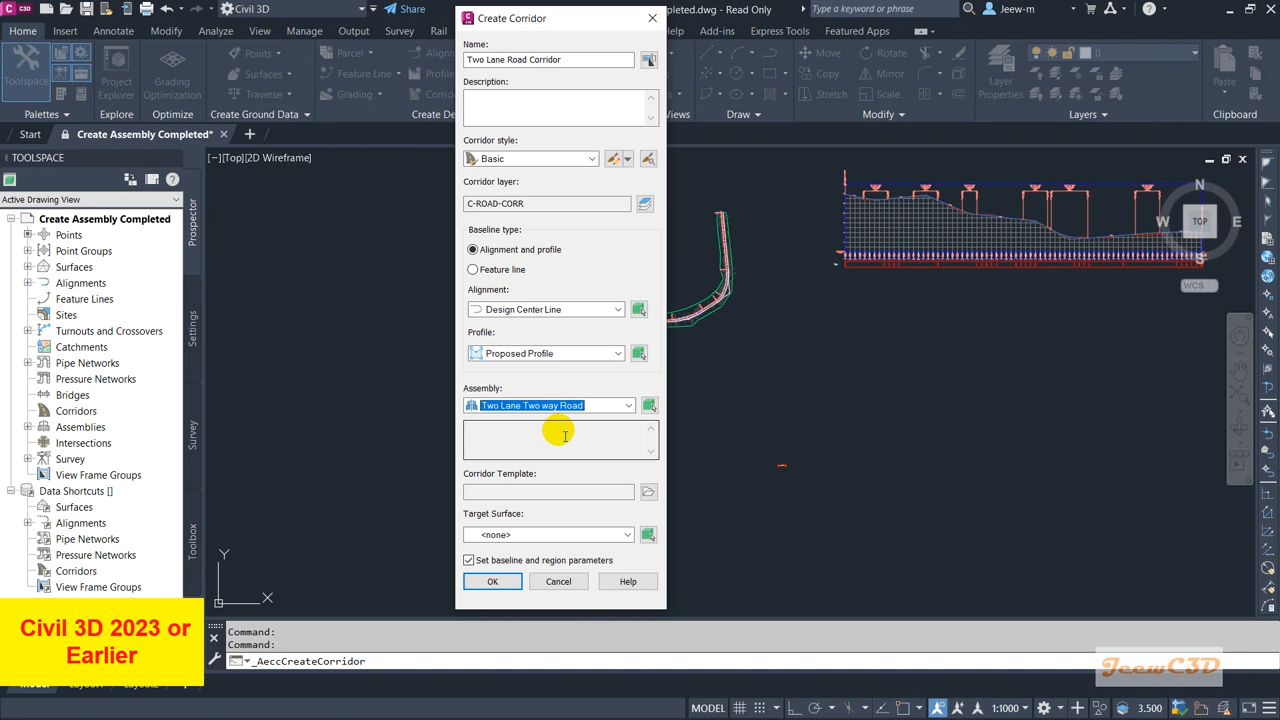 Civil 3D
Share
mpleted.dwg - Read Only
Type a keyword or phrase
Jeew-m
Home
Insert
Annotate
Modify
Analyze
View
Manage
Output
Survey
Help
Add-ins
Express Tools
Featured Apps
Toolspace
Palettes
Project
Explorer
Explore
Grading
Optimization
Optimize
Points
Surfaces
Traverse
Create Ground Data
Parcel
Feature Line
Grading
Draw
Move
Copy
Stretch
Rotate
Mirror
Scale
Modify
Layer
Properties
Layers
Paste
Clipboard
Start
Create Assembly Completed*
TOOLSPACE
[−][Top][2D Wireframe]
Active Drawing View
Create Assembly Completed
Points
Point Groups
Surfaces
Alignments
Feature Lines
Sites
Turnouts and Crossovers
Catchments
Pipe Networks
Pressure Networks
Bridges
Corridors
Assemblies
Intersections
Survey
View Frame Groups
Data Shortcuts []
Surfaces
Alignments
Pipe Networks
Pressure Networks
Corridors
View Frame Groups
Prospector
Settings
Survey
Toolbox
Create Corridor
Name:
Two Lane Road Corridor
Description:
Corridor style:
Basic
Corridor layer:
C-ROAD-CORR
Baseline type:
Alignment and profile
Feature line
Alignment:
Design Center Line
Profile:
Proposed Profile
Assembly:
Two Lane Two way Road
Corridor Template:
Target Surface:
<none>
Set baseline and region parameters
OK
Cancel
Help
N
W
TOP
E
S
WCS
Y
X
Civil 3D 2023 or
Earlier
Command:
Command:
_AeccCreateCorridor
JeewC3D
MODEL
1:1000
3.500